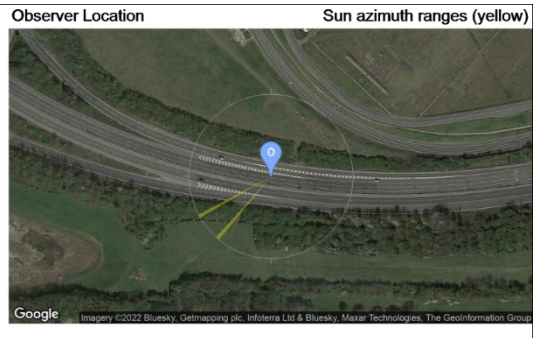 Observer Location Sun azimuth ranges (yellow)
0
Google Imagery ©2022 Bluesky, Getmapping plc, Infoterra Ltd & Bluesky, Maxar Technologies, The GeoInformation Group